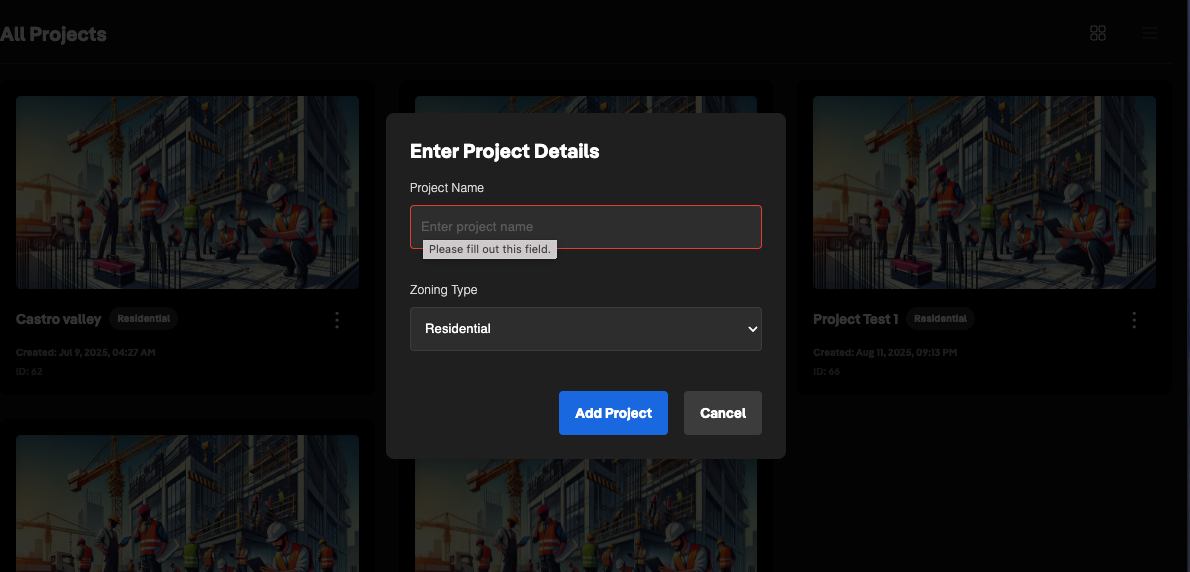 All Projects
Enter Project Details
Project Name
Enter project name
Please fill out this field.
Zoning Type
Residential
Add Project
Cancel
Castro valley
Residential
Created: Jul 9, 2025, 04:27 AM
ID: 62
Project Test 1
Residential
Created: Aug 11, 2025, 09:13 PM
ID: 66